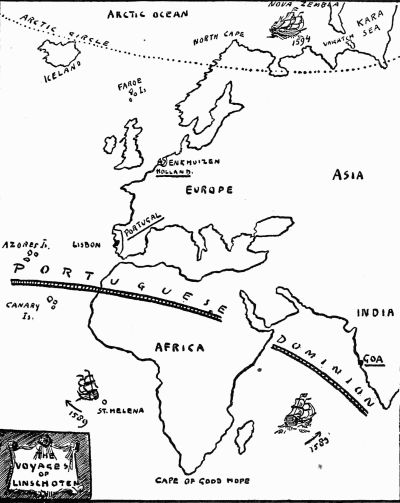 ARCTIC OCEAN
NOVA ZEMBLA
KARA
SEA
ARCTIC CIRCLE
NORTH CAPE
1594
VAIGATCH
ICELAND
FAROE
Is.
ENKHUIZEN
HOLLAND.
ASIA
EUROPE
PORTUGAL
AZORES Is.
LISBON
PORTUGUESE
CANARY
Is.
INDIA
AFRICA
DOMINION
GOA
1589
ST. HELENA
1589
THE
VOYAGES
OF
LINSCHOTEN
CAPE OF GOOD HOPE